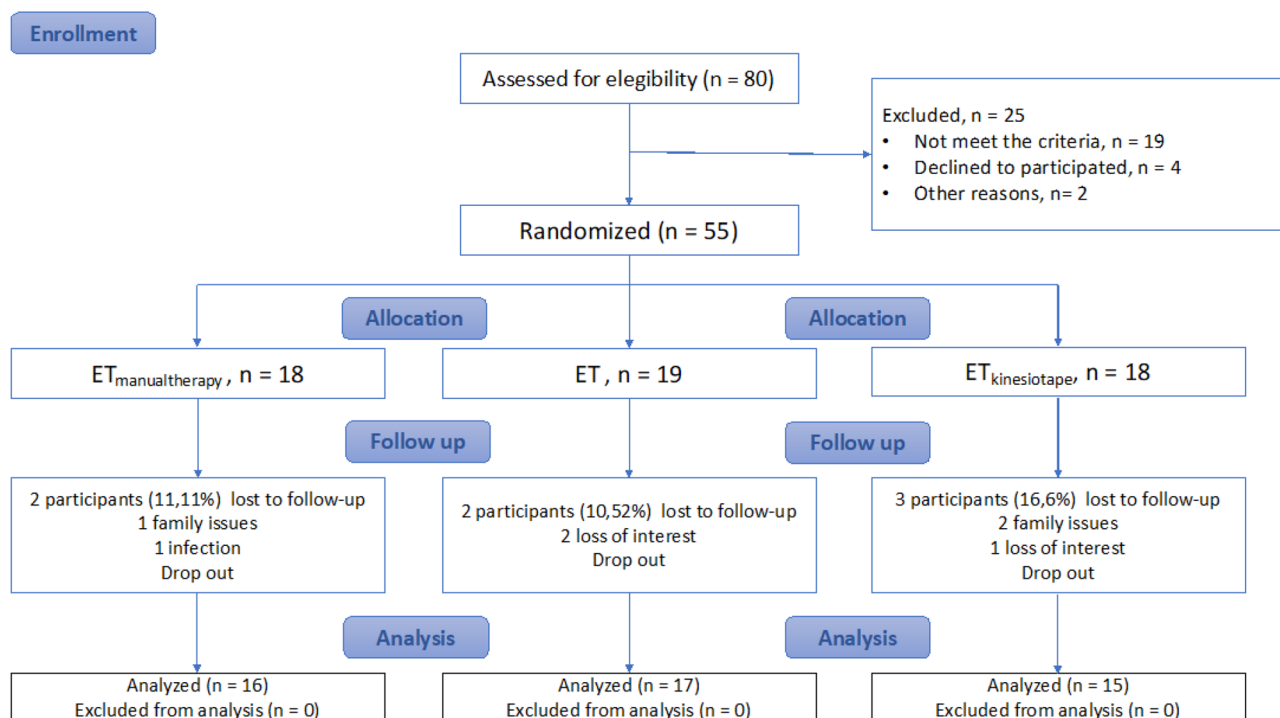 Enrollment
Assessed for elegibility (n = 80)
Excluded, n = 25
• Not meet the criteria, n = 19
• Declined to participated, n = 4
• Other reasons, n= 2
Randomized (n = 55)
Allocation
Allocation
ETmanualtherapy , n = 18
ET , n = 19
ETkinesiotape, n = 18
Follow up
Follow up
2 participants (11,11%) lost to follow-up
1 family issues
1 infection
Drop out
2 participants (10,52%) lost to follow-up
2 loss of interest
Drop out
3 participants (16,6%) lost to follow-up
2 family issues
1 loss of interest
Drop out
Analysis
Analysis
Analyzed (n = 16)
Excluded from analysis (n = 0)
Analyzed (n = 17)
Excluded from analysis (n = 0)
Analyzed (n = 15)
Excluded from analysis (n = 0)